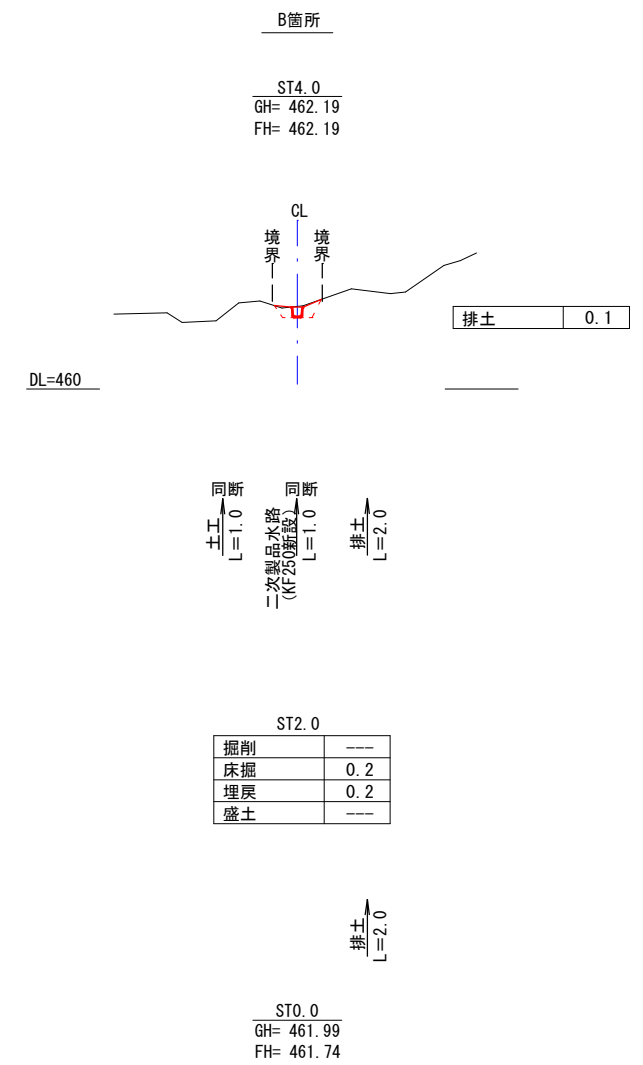 B箇所
ST4.0
GH= 462.19
FH= 462.19
CL
境界 境界
排土 0.1
DL=460
同断 同断
土工
L=1.0
二次製品水路
(KF250新設)
L=1.0
排土
L=2.0
ST2.0
掘削 ---
床掘 0.2
埋戻 0.2
盛土 ---
排土
L=2.0
ST0.0
GH= 461.99
FH= 461.74